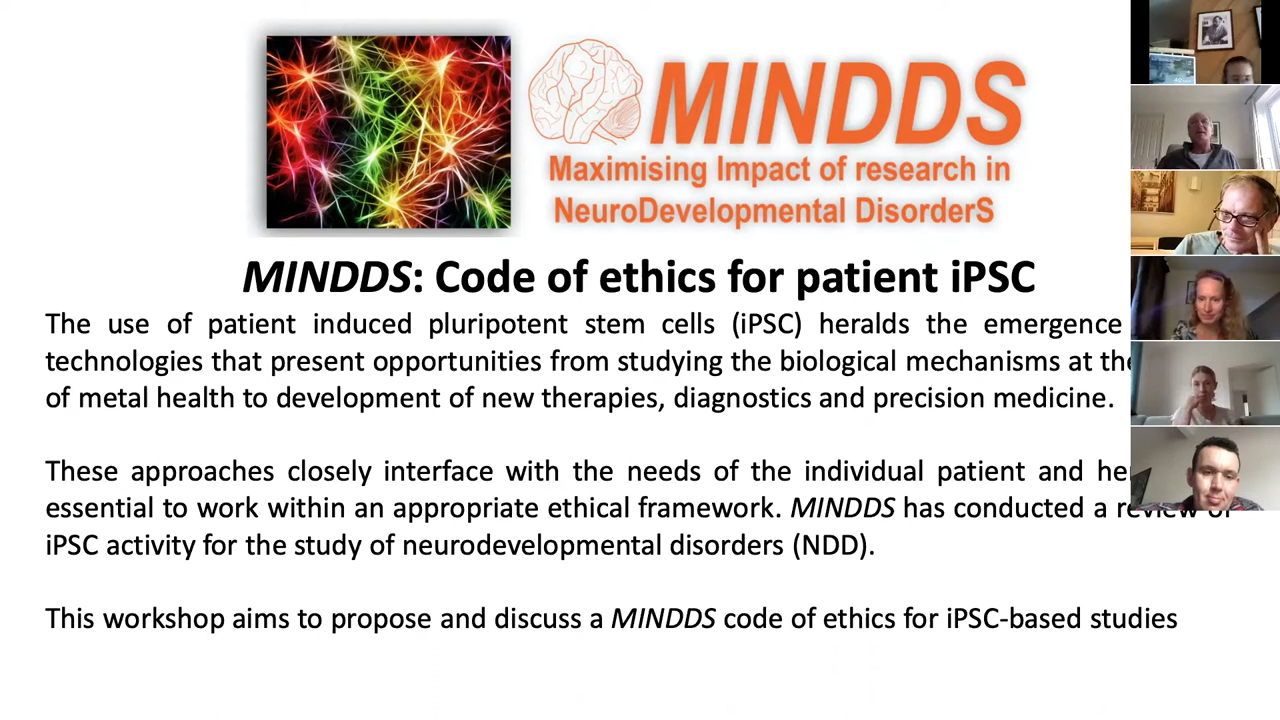 MINDDS
Maximising Impact of research in
NeuroDevelopmental DisorderS
MINDDS: Code of ethics for patient iPSC
The use of patient induced pluripotent stem cells (iPSC) heralds the emergence
technologies that present opportunities from studying the biological mechanisms at the
of metal health to development of new therapies, diagnostics and precision medicine.
These approaches closely interface with the needs of the individual patient and
essential to work within an appropriate ethical framework. MINDDS has conducted a review of
iPSC activity for the study of neurodevelopmental disorders (NDD).
This workshop aims to propose and discuss a MINDDS code of ethics for iPSC-based studies